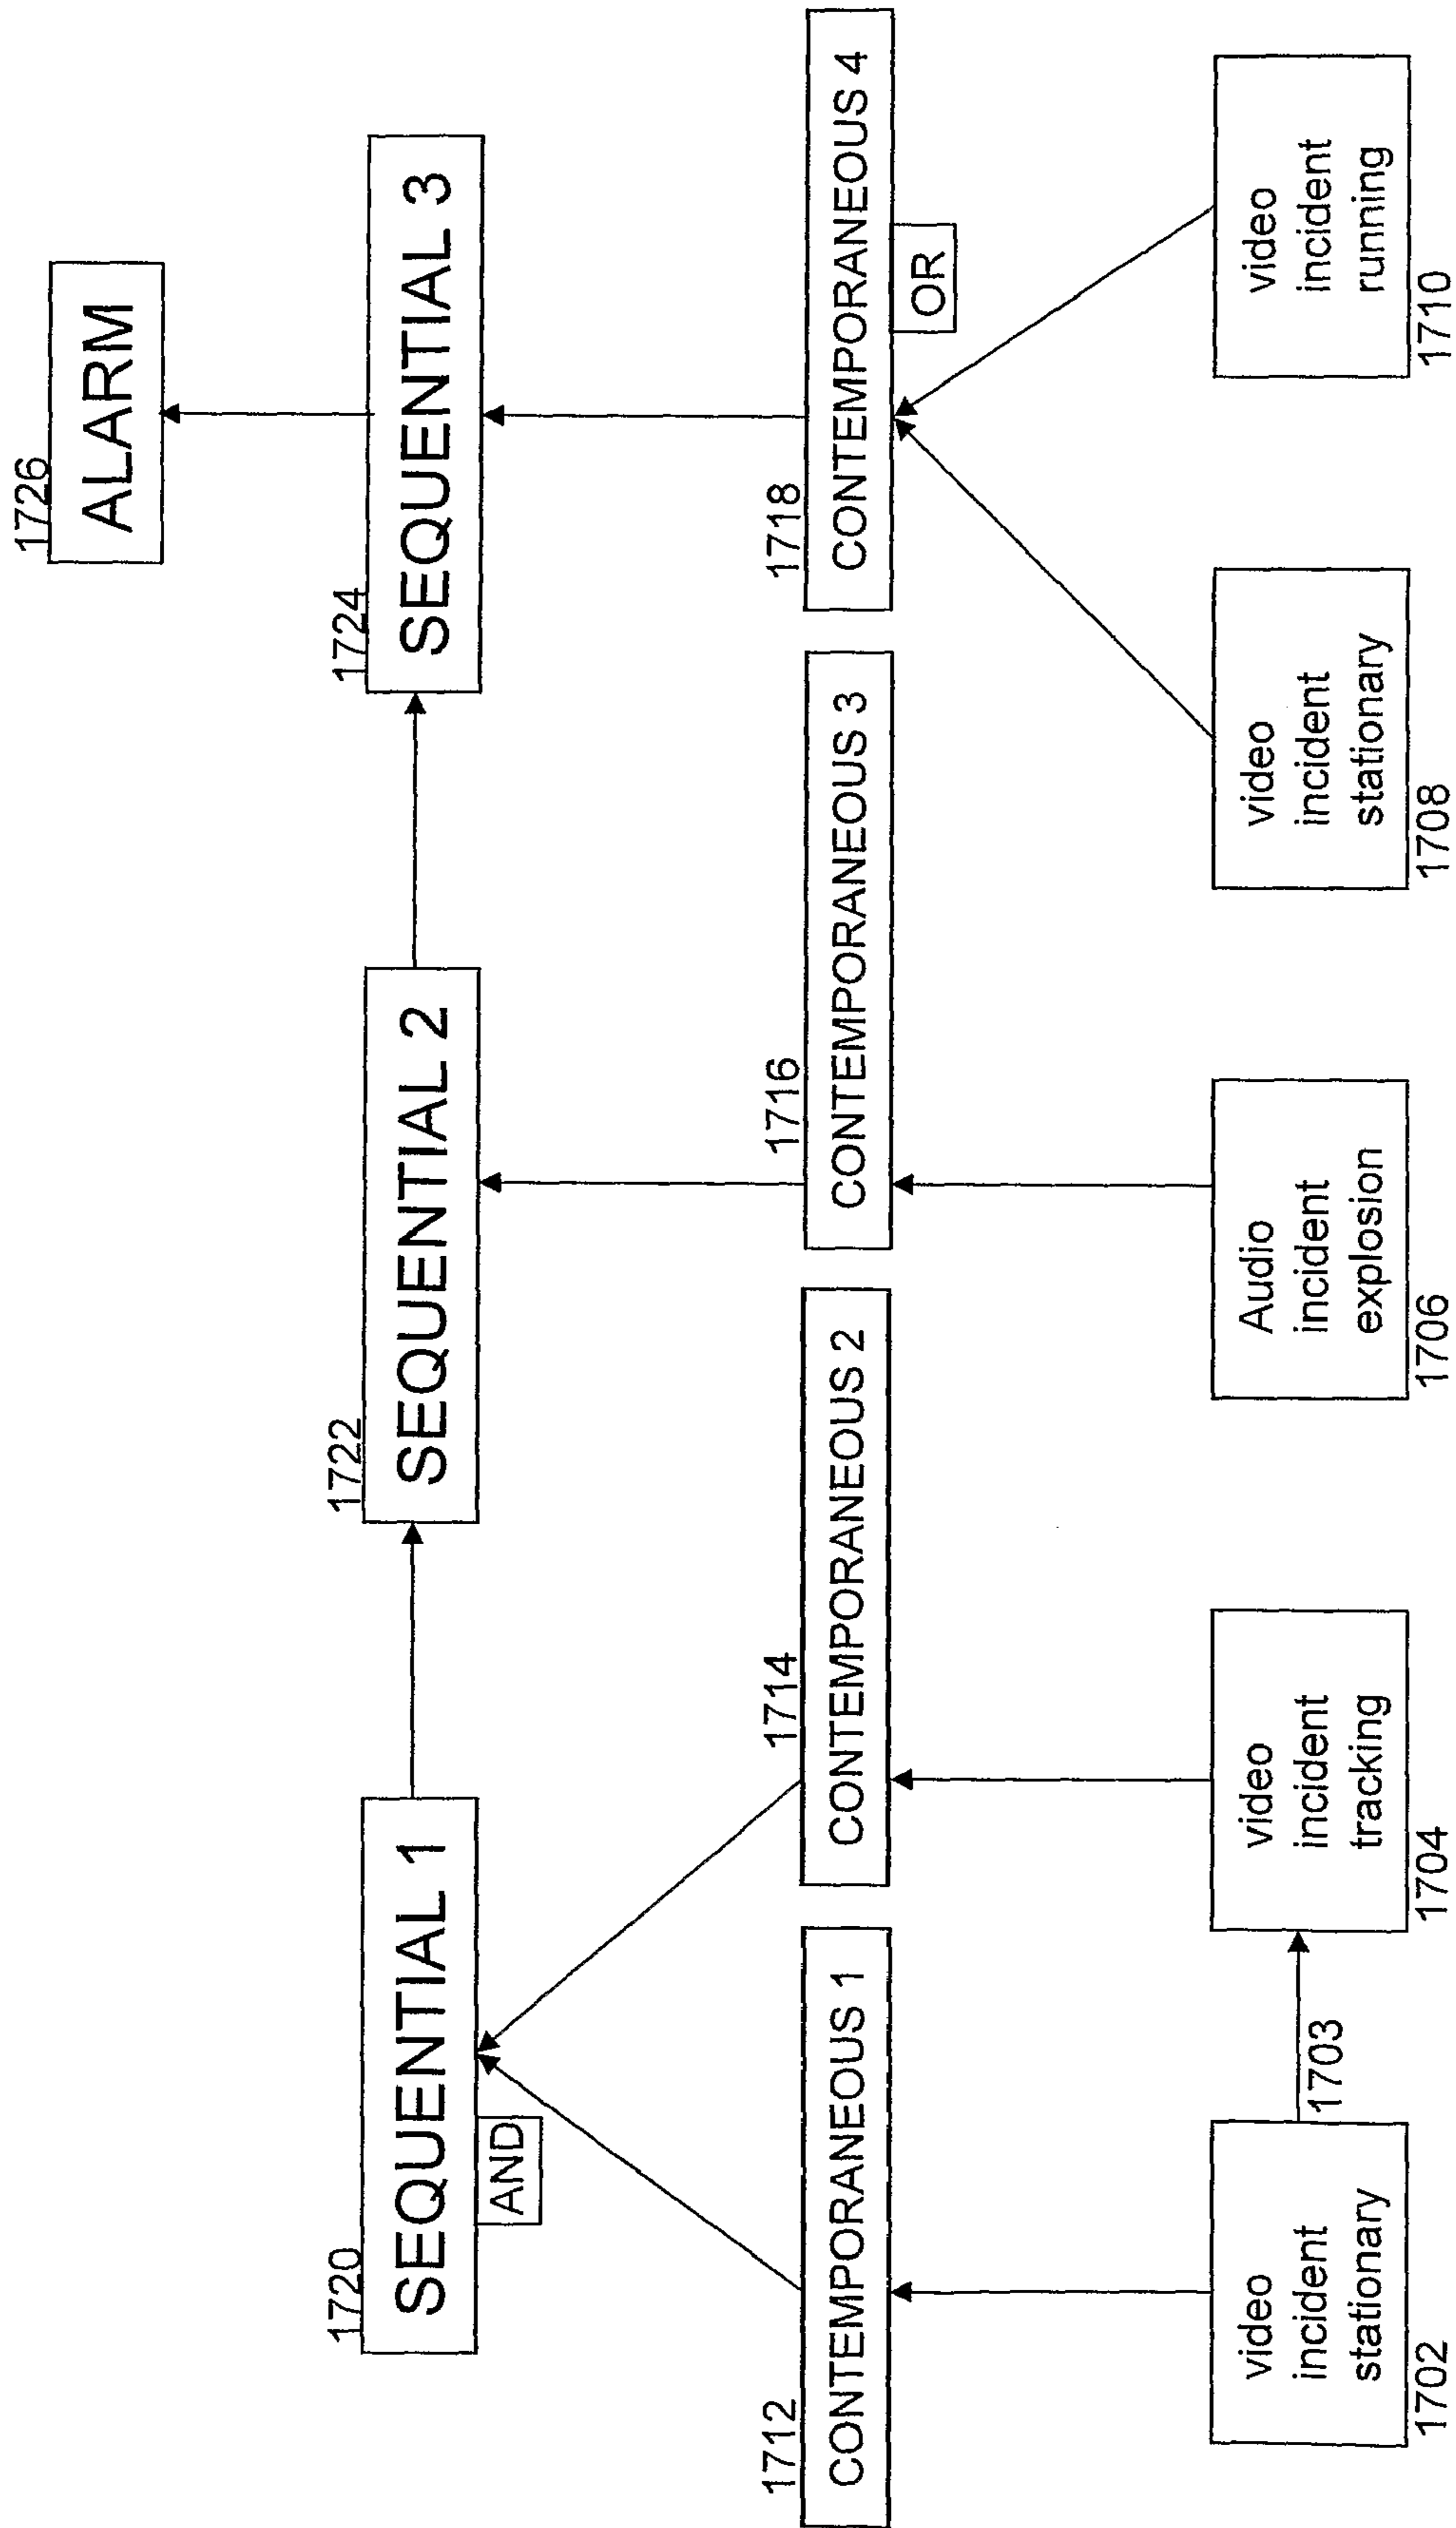 1726
ALARM
1720
SEQUENTIAL 1
AND
1722
SEQUENTIAL 2
1724
SEQUENTIAL 3
1712
CONTEMPORANEOUS 1
1714
CONTEMPORANEOUS 2
1716
CONTEMPORANEOUS 3
1718
CONTEMPORANEOUS 4
OR
video
incident
stationary
1702
1703
video
incident
tracking
1704
Audio
incident
explosion
1706
video
incident
stationary
1708
video
incident
running
1710